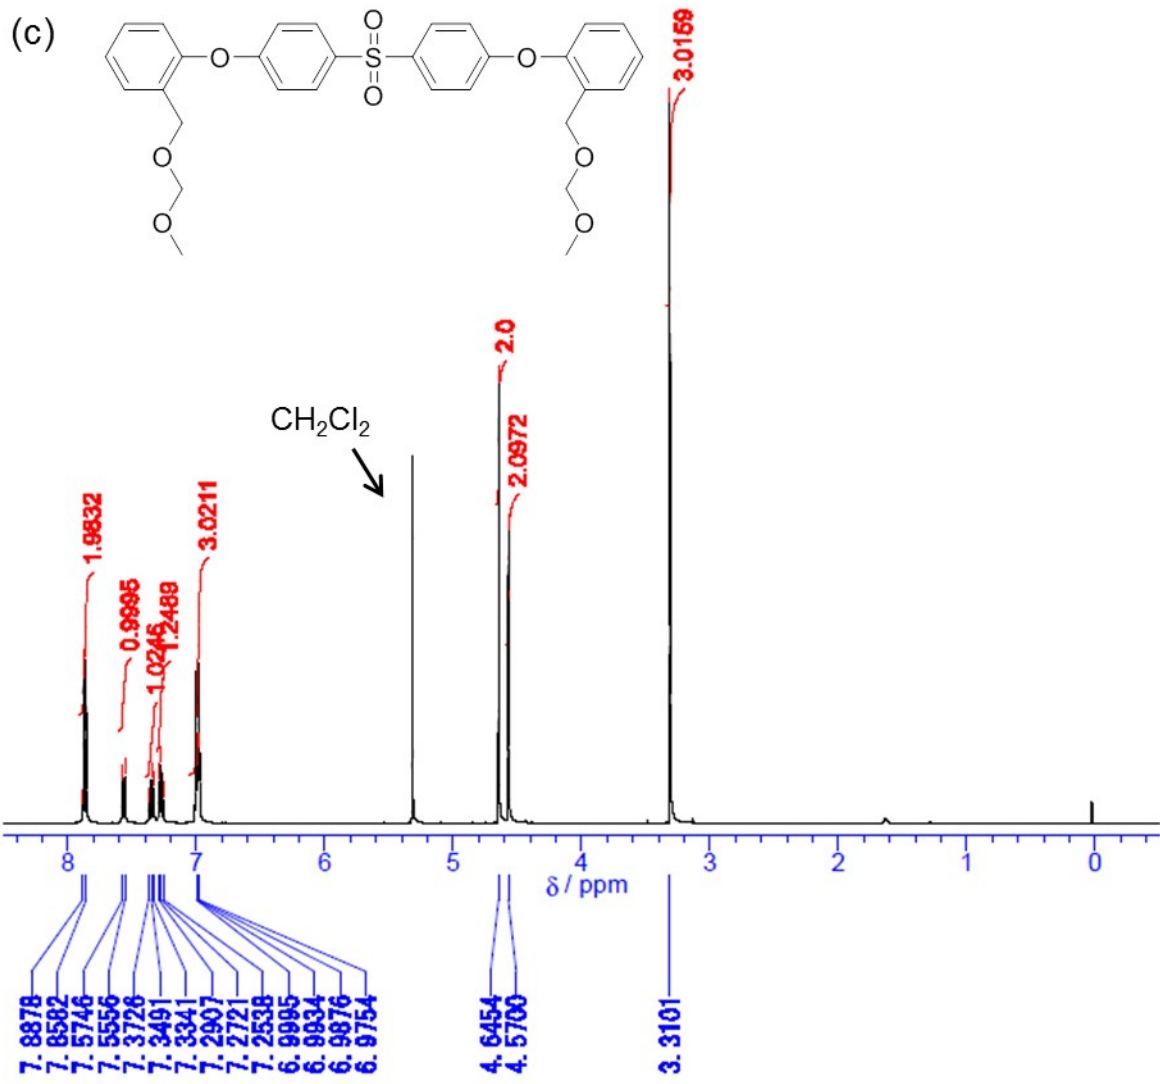 (c)
O
O S O
O
O O
O O
3.0159
2.0
2.0972
CH2Cl2
1.9832
0.9995
1.0246
1.2489
3.0211
8 7 6 5 4 3 2 1 0
δ / ppm
7.8878
7.8582
7.5746
7.5556
7.3726
7.3491
7.3341
7.2907
7.2721
7.2538
6.9995
6.9934
6.9876
6.9754
4.6454
4.5700
3.3101